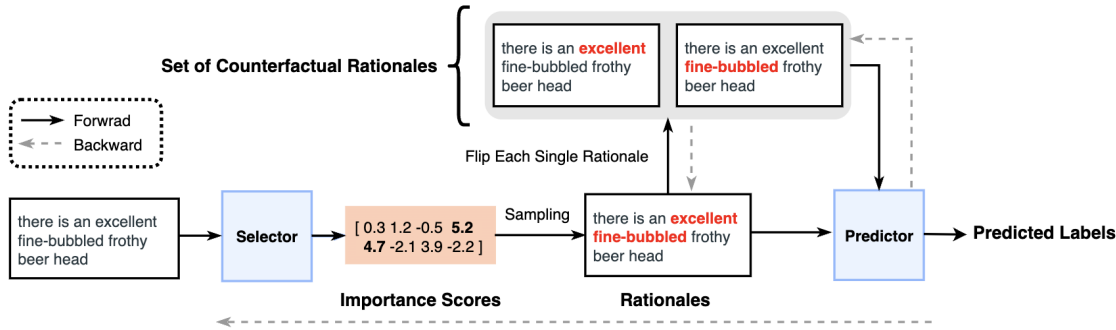 Set of Counterfactual Rationales
there is an excellent
fine-bubbled frothy
beer head
there is an excellent
fine-bubbled frothy
beer head
Forwrad
Backward
Flip Each Single Rationale
there is an excellent
fine-bubbled frothy
beer head
Selector
[ 0.3 1.2 -0.5 5.2
4.7 -2.1 3.9 -2.2 ]
Sampling
there is an excellent
fine-bubbled frothy
beer head
Predictor
Predicted Labels
Importance Scores
Rationales